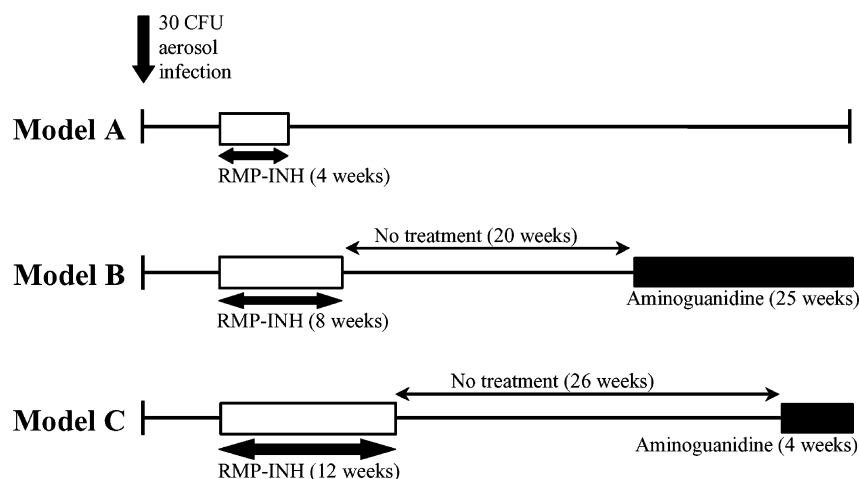 30 CFU
aerosol
infection
Model A
RMP-INH (4 weeks)
No treatment (20 weeks)
Model B
Aminoguanidine (25 weeks)
RMP-INH (8 weeks)
No treatment (26 weeks)
Model C
Aminoguanidine (4 weeks)
RMP-INH (12 weeks)